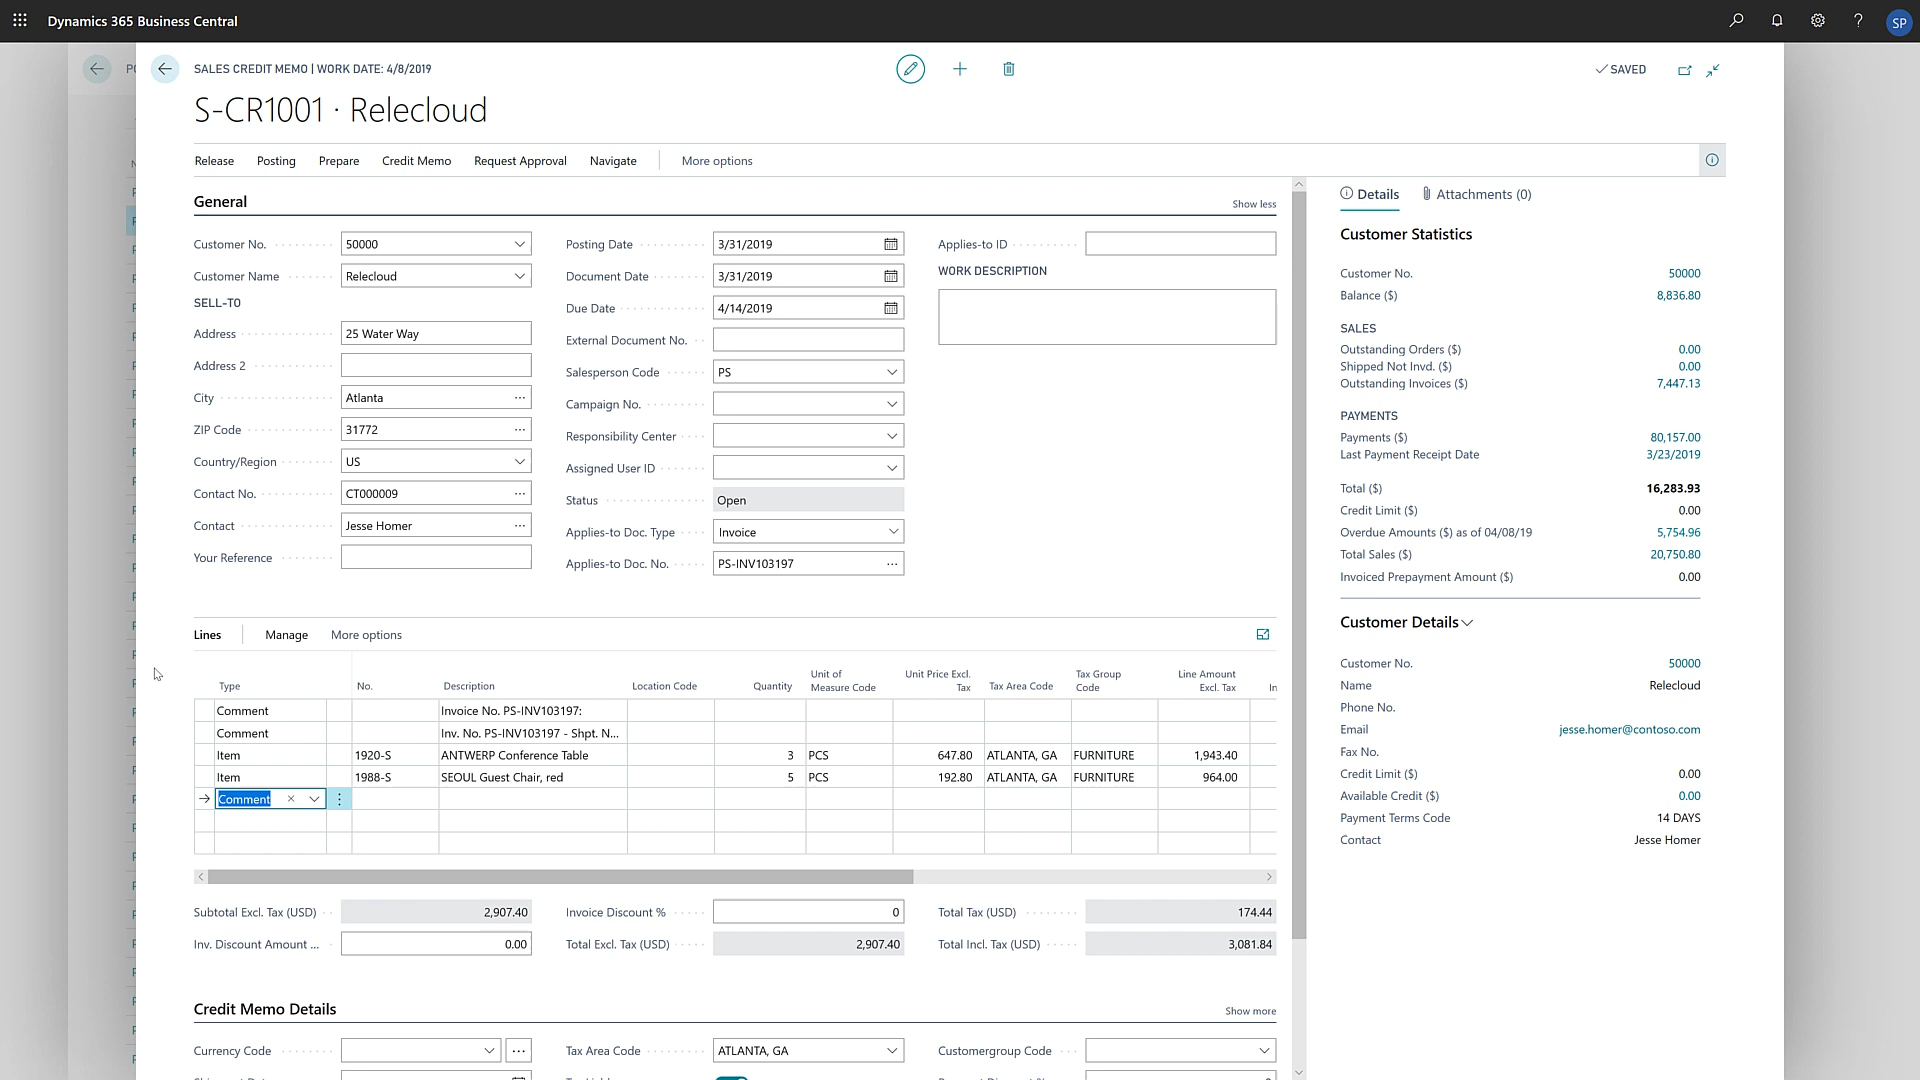 Dynamics 365 Business Central
SP
SALES CREDIT MEMO | WORK DATE: 4/8/2019
✓SAVED
S-CR1001 · Relecloud
Release Posting Prepare Credit Memo Request Approval Navigate More options
General Show less
Customer No. 50000
Customer Name Relecloud
SELL-TO
Address 25 Water Way
Address 2
City Atlanta
ZIP Code 31772
Country/Region US
Contact No. CT000009
Contact Jesse Homer
Your Reference
Posting Date 3/31/2019
Document Date 3/31/2019
Due Date 4/14/2019
External Document No.
Salesperson Code PS
Campaign No.
Responsibility Center
Assigned User ID
Status Open
Applies-to Doc. Type Invoice
Applies-to Doc. No. PS-INV103197
Applies-to ID
WORK DESCRIPTION
Lines Manage More options
Type No. Description Location Code Quantity Unit of Measure Code Unit Price Excl. Tax Tax Area Code Tax Group Code Line Amount Excl. Tax In
Comment Invoice No. PS-INV103197:
Comment Inv. No. PS-INV103197 - Shpt. N...
Item 1920-S ANTWERP Conference Table 3 PCS 647.80 ATLANTA, GA FURNITURE 1,943.40
Item 1988-S SEOUL Guest Chair, red 5 PCS 192.80 ATLANTA, GA FURNITURE 964.00
Comment
Subtotal Excl. Tax (USD) 2,907.40 Invoice Discount % 0 Total Tax (USD) 174.44
Inv. Discount Amount ... 0.00 Total Excl. Tax (USD) 2,907.40 Total Incl. Tax (USD) 3,081.84
Credit Memo Details Show more
Currency Code Tax Area Code ATLANTA, GA Customergroup Code
Details Attachments (0)
Customer Statistics
Customer No. 50000
Balance ($) 8,836.80
SALES
Outstanding Orders ($) 0.00
Shipped Not Invd. ($) 0.00
Outstanding Invoices ($) 7,447.13
PAYMENTS
Payments ($) 80,157.00
Last Payment Receipt Date 3/23/2019
Total ($) 16,283.93
Credit Limit ($) 0.00
Overdue Amounts ($) as of 04/08/19 5,754.96
Total Sales ($) 20,750.80
Invoiced Prepayment Amount ($) 0.00
Customer Details
Customer No. 50000
Name Relecloud
Phone No.
Email jesse.homer@contoso.com
Fax No.
Credit Limit ($) 0.00
Available Credit ($) 0.00
Payment Terms Code 14 DAYS
Contact Jesse Homer